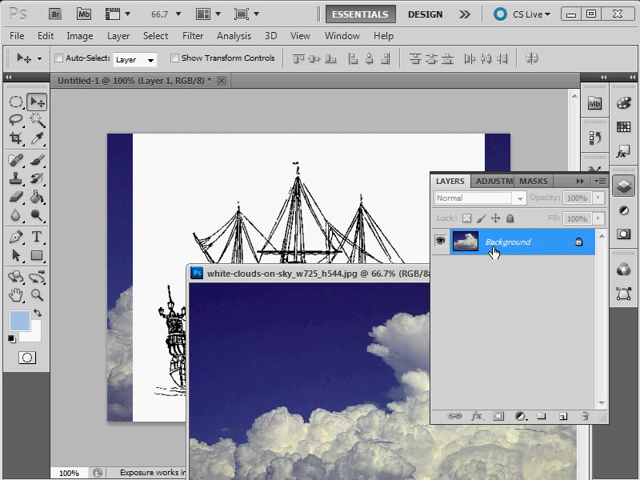 Ps Br Mb 66.7 ESSENTIALS DESIGN CS Live
File Edit Image Layer Select Filter Analysis 3D View Window Help
Auto-Select: Layer Show Transform Controls
Untitled-1 @ 100% (Layer 1, RGB/8) *
Mb
LAYERS ADJUSTM MASKS
Normal Opacity: 100%
Lock: Fill: 100%
Background
Ps white-clouds-on-sky_w725_h544.jpg @ 66.7% (RGB/8
100% Exposure works in